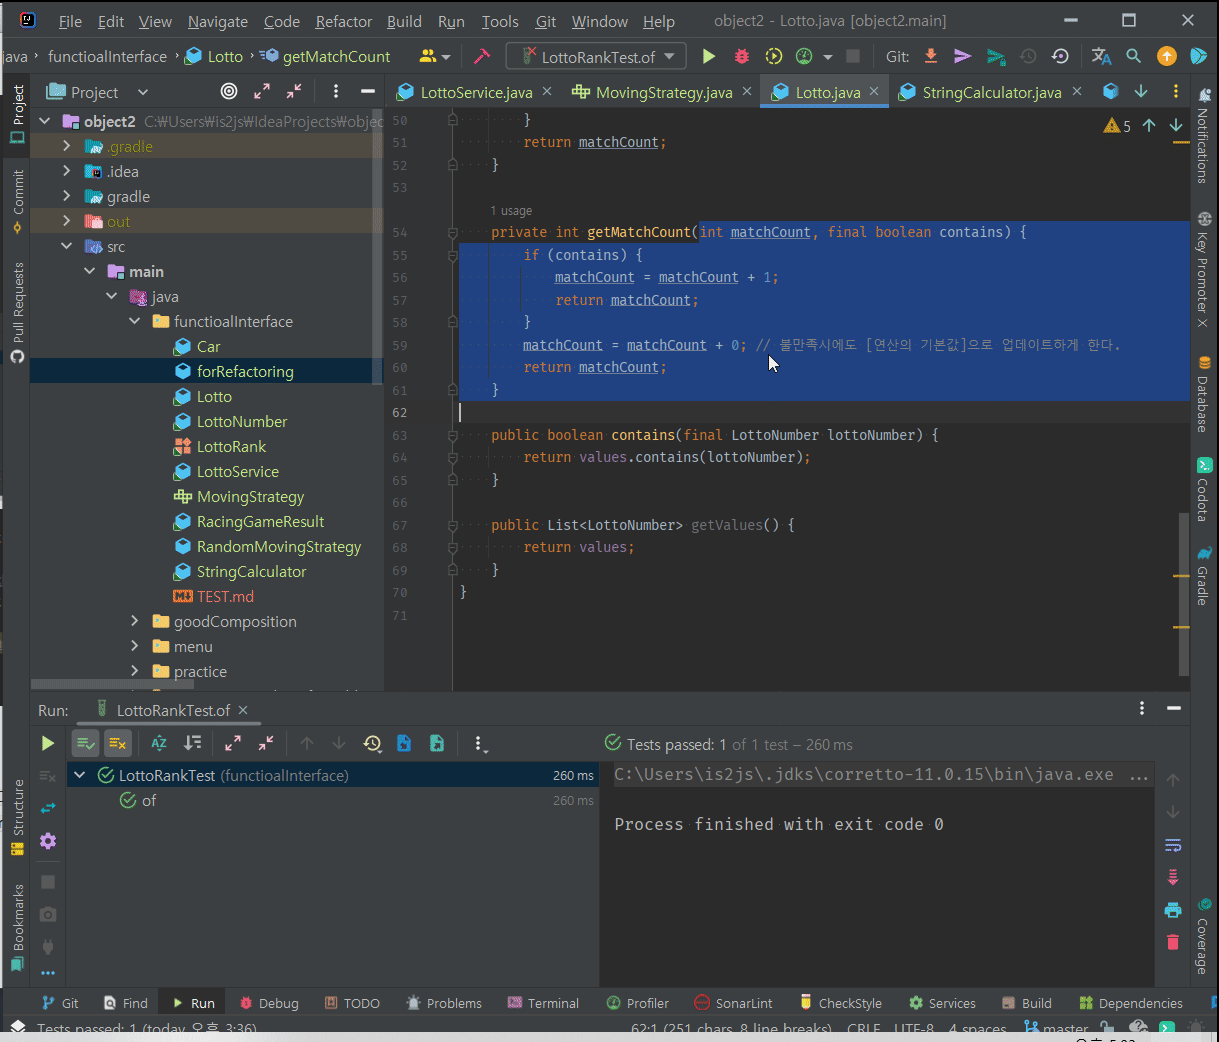 File Edit View Navigate Code Refactor Build Run Tools Git Window Help object2 - Lotto.java [object2.main]
java functioalInterface Lotto getMatchCount LottoRankTest.of Git:
Project
LottoService.java MovingStrategy.java Lotto.java StringCalculator.java
object2 C:₩Users₩is2js₩IdeaProjects₩objec
.gradle
.idea
gradle
out
src
main
java
functioalInterface
Car
forRefactoring
Lotto
LottoNumber
LottoRank
LottoService
MovingStrategy
RacingGameResult
RandomMovingStrategy
StringCalculator
TEST.md
goodComposition
menu
practice
Project
Commit
Pull Requests
Structure
Bookmarks
5
50 }
51 return matchCount;
52 }
53
1 usage
54 private int getMatchCount(int matchCount, final boolean contains) {
55 if (contains) {
56 matchCount = matchCount + 1;
57 return matchCount;
58 }
59 matchCount = matchCount + 0; // 불만족시에도 [연산의 기본값]으로 업데이트하게 한다.
60 return matchCount;
61 }
62
63 public boolean contains(final LottoNumber lottoNumber) {
64 return values.contains(lottoNumber);
65 }
66
67 public List<LottoNumber> getValues() {
68 return values;
69 }
70 }
71
Notifications
Key Promoter X
Database
Codota
Gradle
Coverage
Run: LottoRankTest.of
Tests passed: 1 of 1 test – 260 ms
LottoRankTest (functioalInterface) 260 ms
of 260 ms
C:\Users\is2js\.jdks\corretto-11.0.15\bin\java.exe ...
Process finished with exit code 0
Git Find Run Debug TODO Problems Terminal Profiler SonarLint CheckStyle Services Build Dependencies
Tests passed: 1 (today 오후 3:36) 62:1 (251 chars, 8 line breaks) CRLF UTF-8 4 spaces master